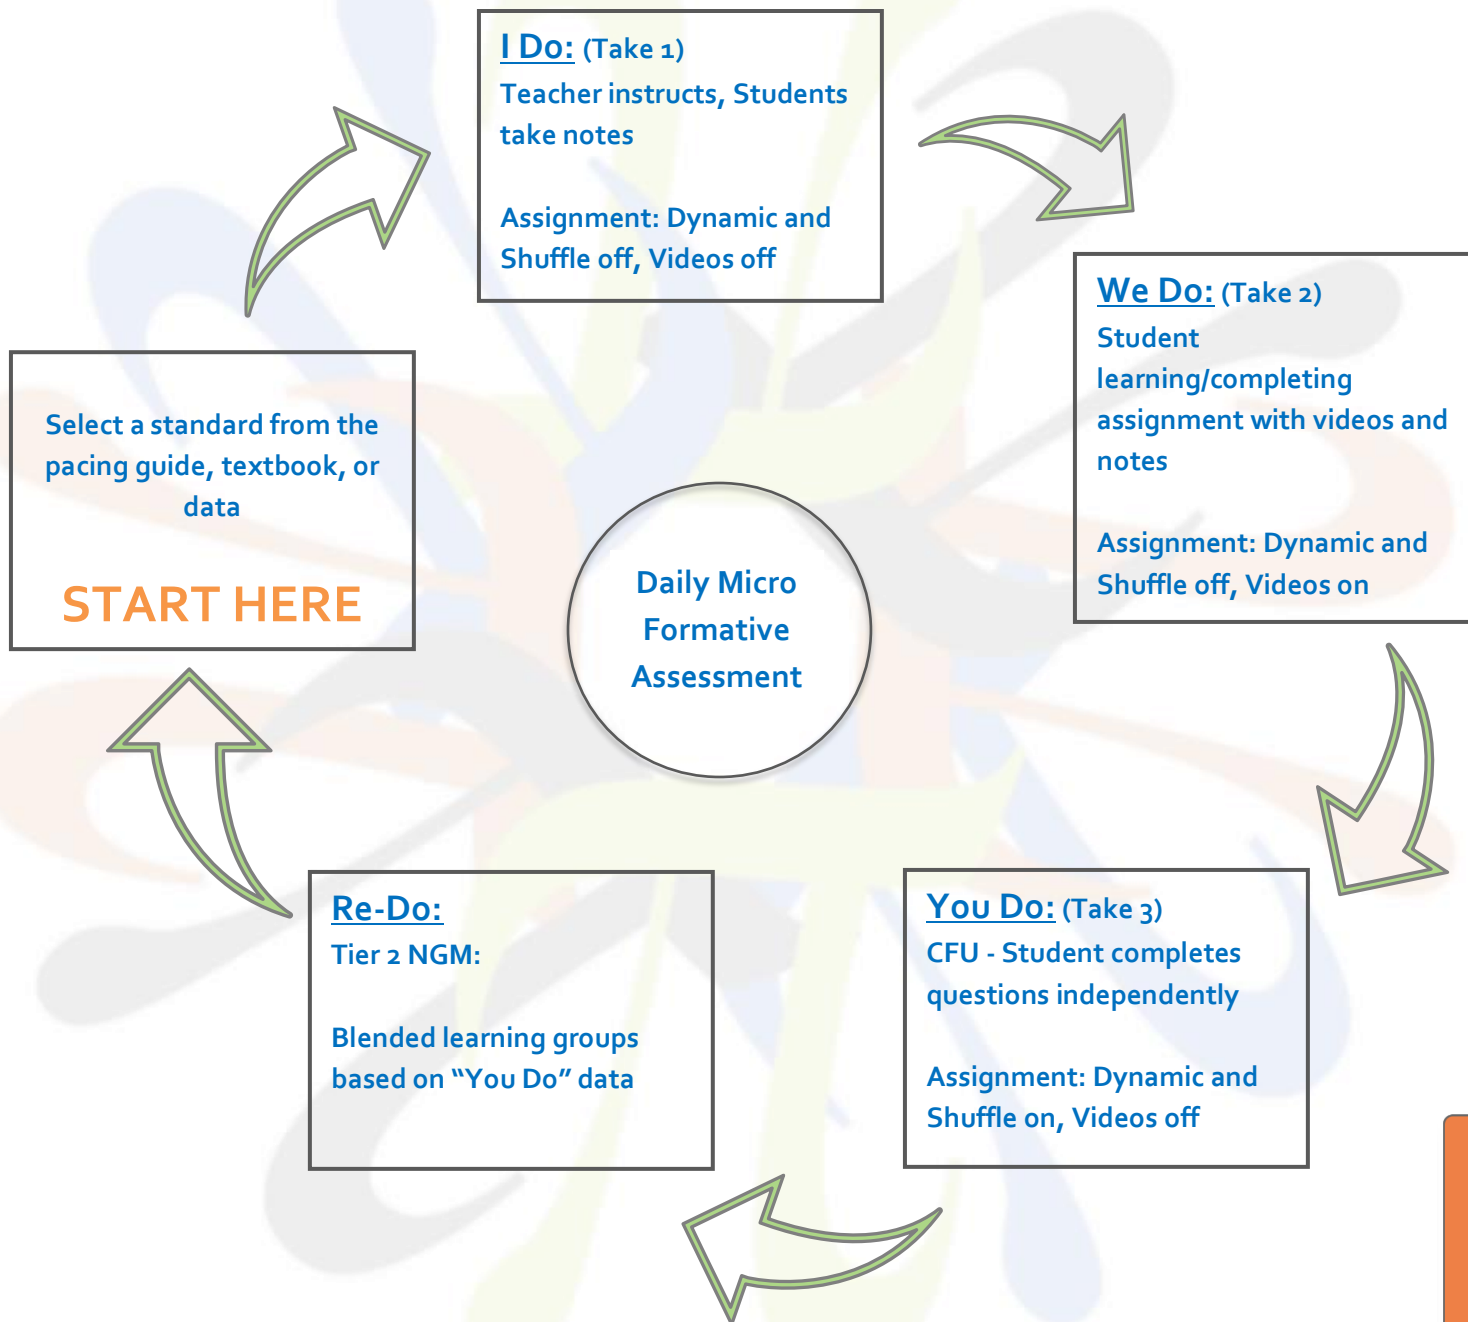 I Do: (Take 1)
Teacher instructs, Students
take notes
Assignment: Dynamic and
Shuffle off, Videos off
We Do: (Take 2)
Student
learning/completing
assignment with videos and
notes
Assignment: Dynamic and
Shuffle off, Videos on
Select a standard from the
pacing guide, textbook, or
data
START HERE
Daily Micro
Formative
Assessment
Re-Do:
Tier 2 NGM:
Blended learning groups
based on “You Do” data
You Do: (Take 3)
CFU - Student completes
questions independently
Assignment: Dynamic and
Shuffle on, Videos off